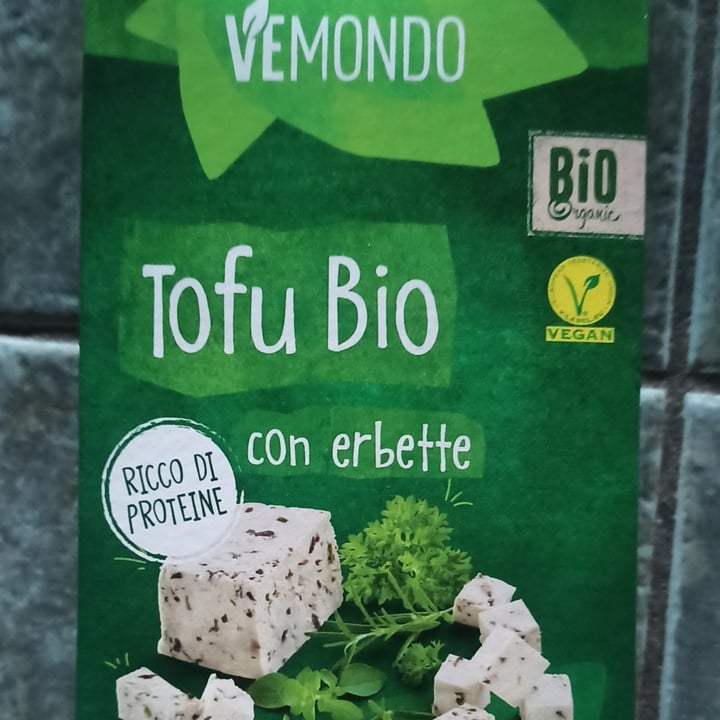 VEMONDO
BiO
Organic
Tofu Bio
VEGAN
con erbette
RICCO DI
PROTEINE